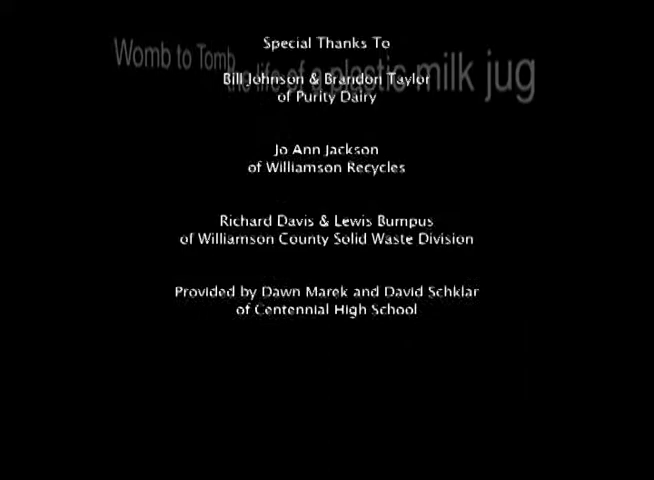 Special Thanks To
Womb to Tomb
the life of a plastic milk jug
Bill Johnson & Brandon Taylor
of Purity Dairy
Jo Ann Jackson
of Williamson Recycles
Richard Davis & Lewis Bumpus
of Williamson County Solid Waste Division
Provided by Dawn Marek and David Schklar
of Centennial High School